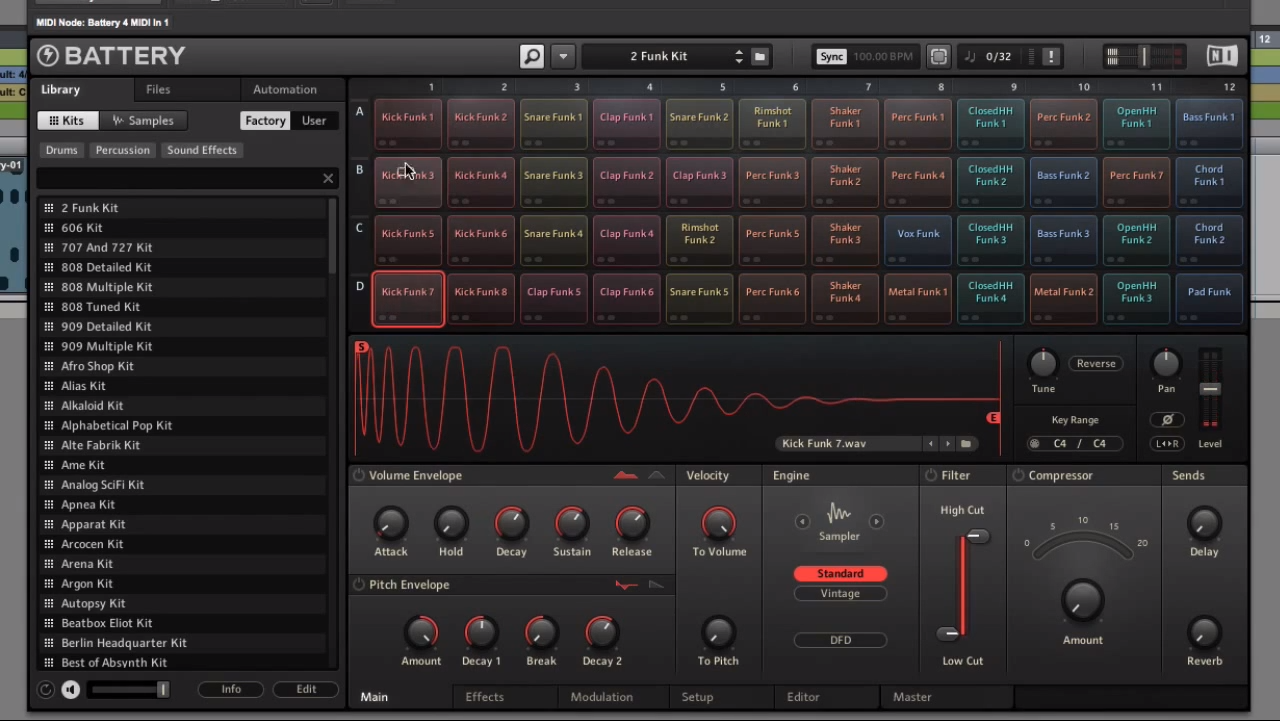 MIDI Node: Battery 4 MIDI In 1
12
BATTERY
2 Funk Kit
Sync 100.00 BPM
0/32
!
Library Files Automation
Kits Samples Factory User
Drums Percussion Sound Effects
2 Funk Kit
606 Kit
707 And 727 Kit
808 Detailed Kit
808 Multiple Kit
808 Tuned Kit
909 Detailed Kit
909 Multiple Kit
Afro Shop Kit
Alias Kit
Alkaloid Kit
Alphabetical Pop Kit
Alte Fabrik Kit
Ame Kit
Analog SciFi Kit
Apnea Kit
Apparat Kit
Arcocen Kit
Arena Kit
Argon Kit
Autopsy Kit
Beatbox Eliot Kit
Berlin Headquarter Kit
Best of Absynth Kit
Info Edit
1 2 3 4 5 6 7 8 9 10 11 12
A Kick Funk 1 Kick Funk 2 Snare Funk 1 Clap Funk 1 Snare Funk 2 Rimshot Funk 1 Shaker Funk 1 Perc Funk 1 ClosedHH Funk 1 Perc Funk 2 OpenHH Funk 1 Bass Funk 1
B Kick Funk 3 Kick Funk 4 Snare Funk 3 Clap Funk 2 Clap Funk 3 Perc Funk 3 Shaker Funk 2 Perc Funk 4 ClosedHH Funk 2 Bass Funk 2 Perc Funk 7 Chord Funk 1
C Kick Funk 5 Kick Funk 6 Snare Funk 4 Clap Funk 4 Rimshot Funk 2 Perc Funk 5 Shaker Funk 3 Vox Funk ClosedHH Funk 3 Bass Funk 3 OpenHH Funk 2 Chord Funk 2
D Kick Funk 7 Kick Funk 8 Clap Funk 5 Clap Funk 6 Snare Funk 5 Perc Funk 6 Shaker Funk 4 Metal Funk 1 ClosedHH Funk 4 Metal Funk 2 OpenHH Funk 3 Pad Funk
S
E
Kick Funk 7.wav
Tune Reverse
Key Range
C4 / C4
Pan
L R Level
Volume Envelope
Attack Hold Decay Sustain Release
Pitch Envelope
Amount Decay 1 Break Decay 2
Velocity
To Volume
To Pitch
Engine
Sampler
Standard
Vintage
DFD
Filter
High Cut
Low Cut
Compressor
0 5 10 15 20
Amount
Sends
Delay
Reverb
Main Effects Modulation Setup Editor Master